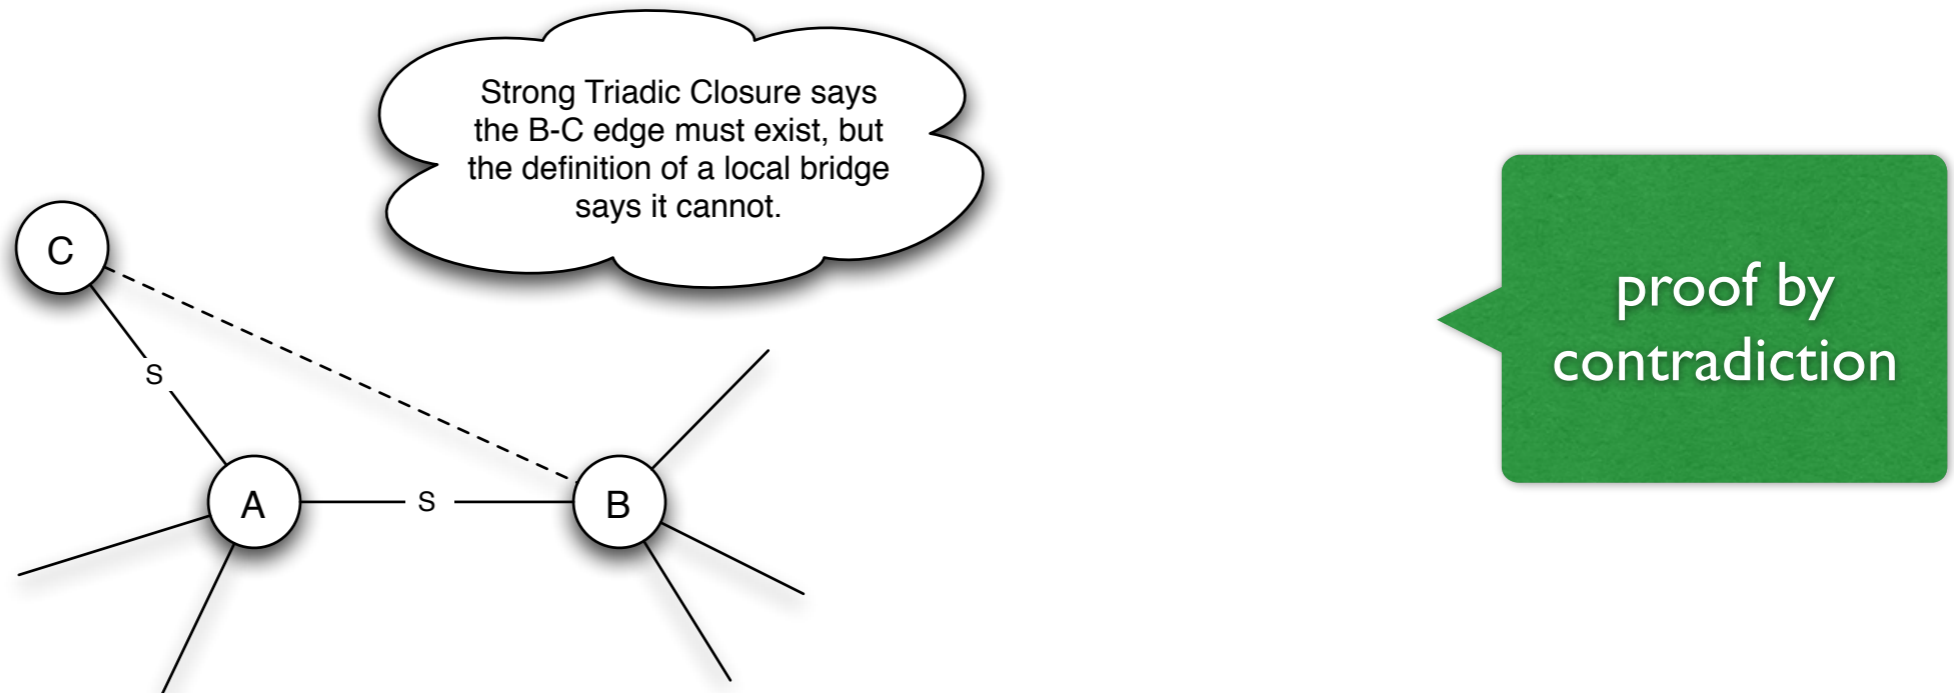 Strong Triadic Closure says
the B-C edge must exist, but
the definition of a local bridge
says it cannot.
C
S
A
S
B
proof by
contradiction